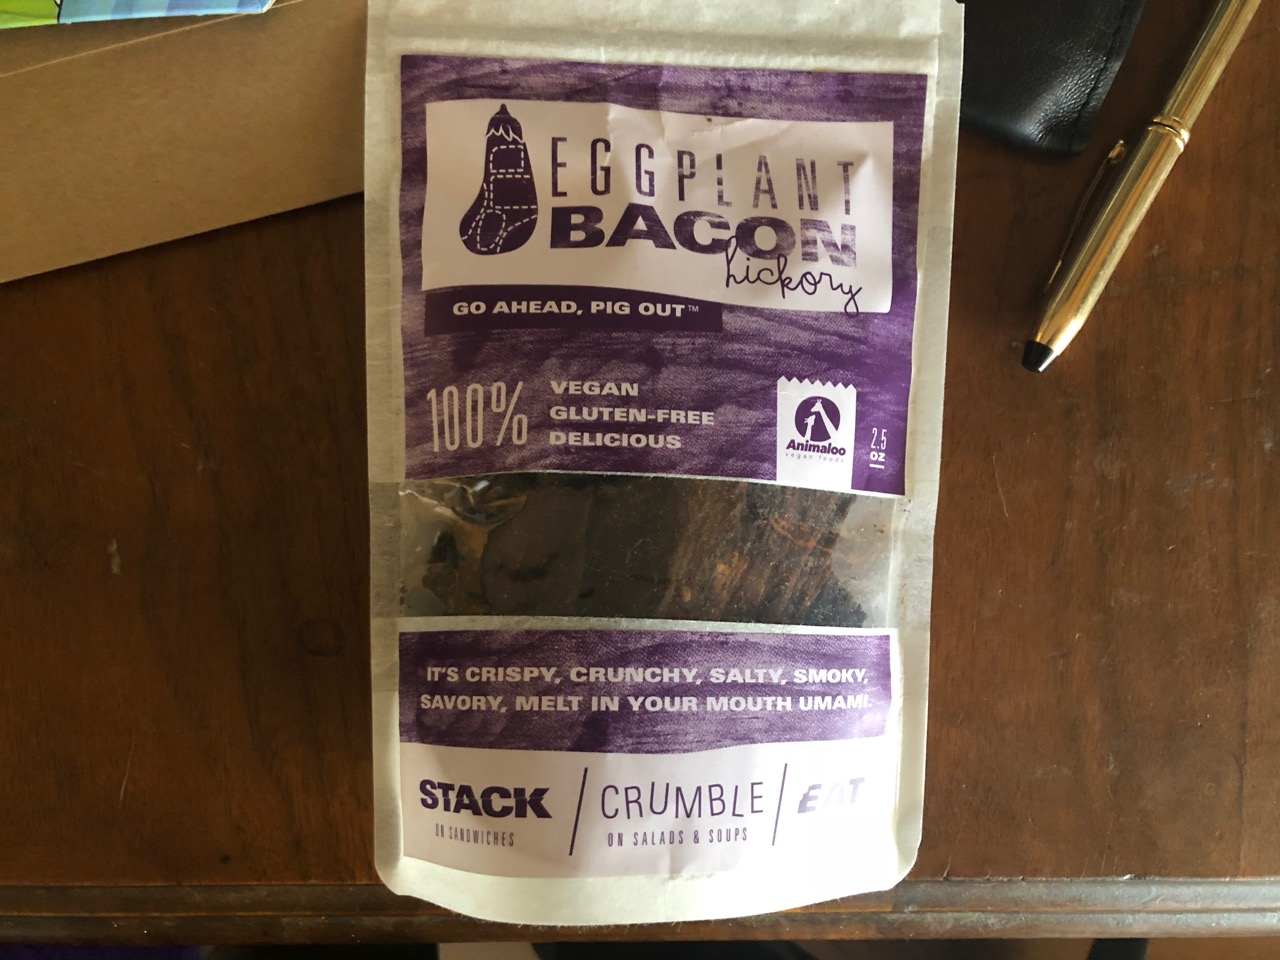 EGGPLANT
BACON
hickory
GO AHEAD, PIG OUT™
100%
VEGAN
GLUTEN-FREE
DELICIOUS
Animaloo
vegan foods
2.5
OZ
IT'S CRISPY, CRUNCHY, SALTY, SMOKY,
SAVORY, MELT IN YOUR MOUTH UMAMI.
STACK / CRUMBLE / EAT
ON SANDWICHES
ON SALADS & SOUPS